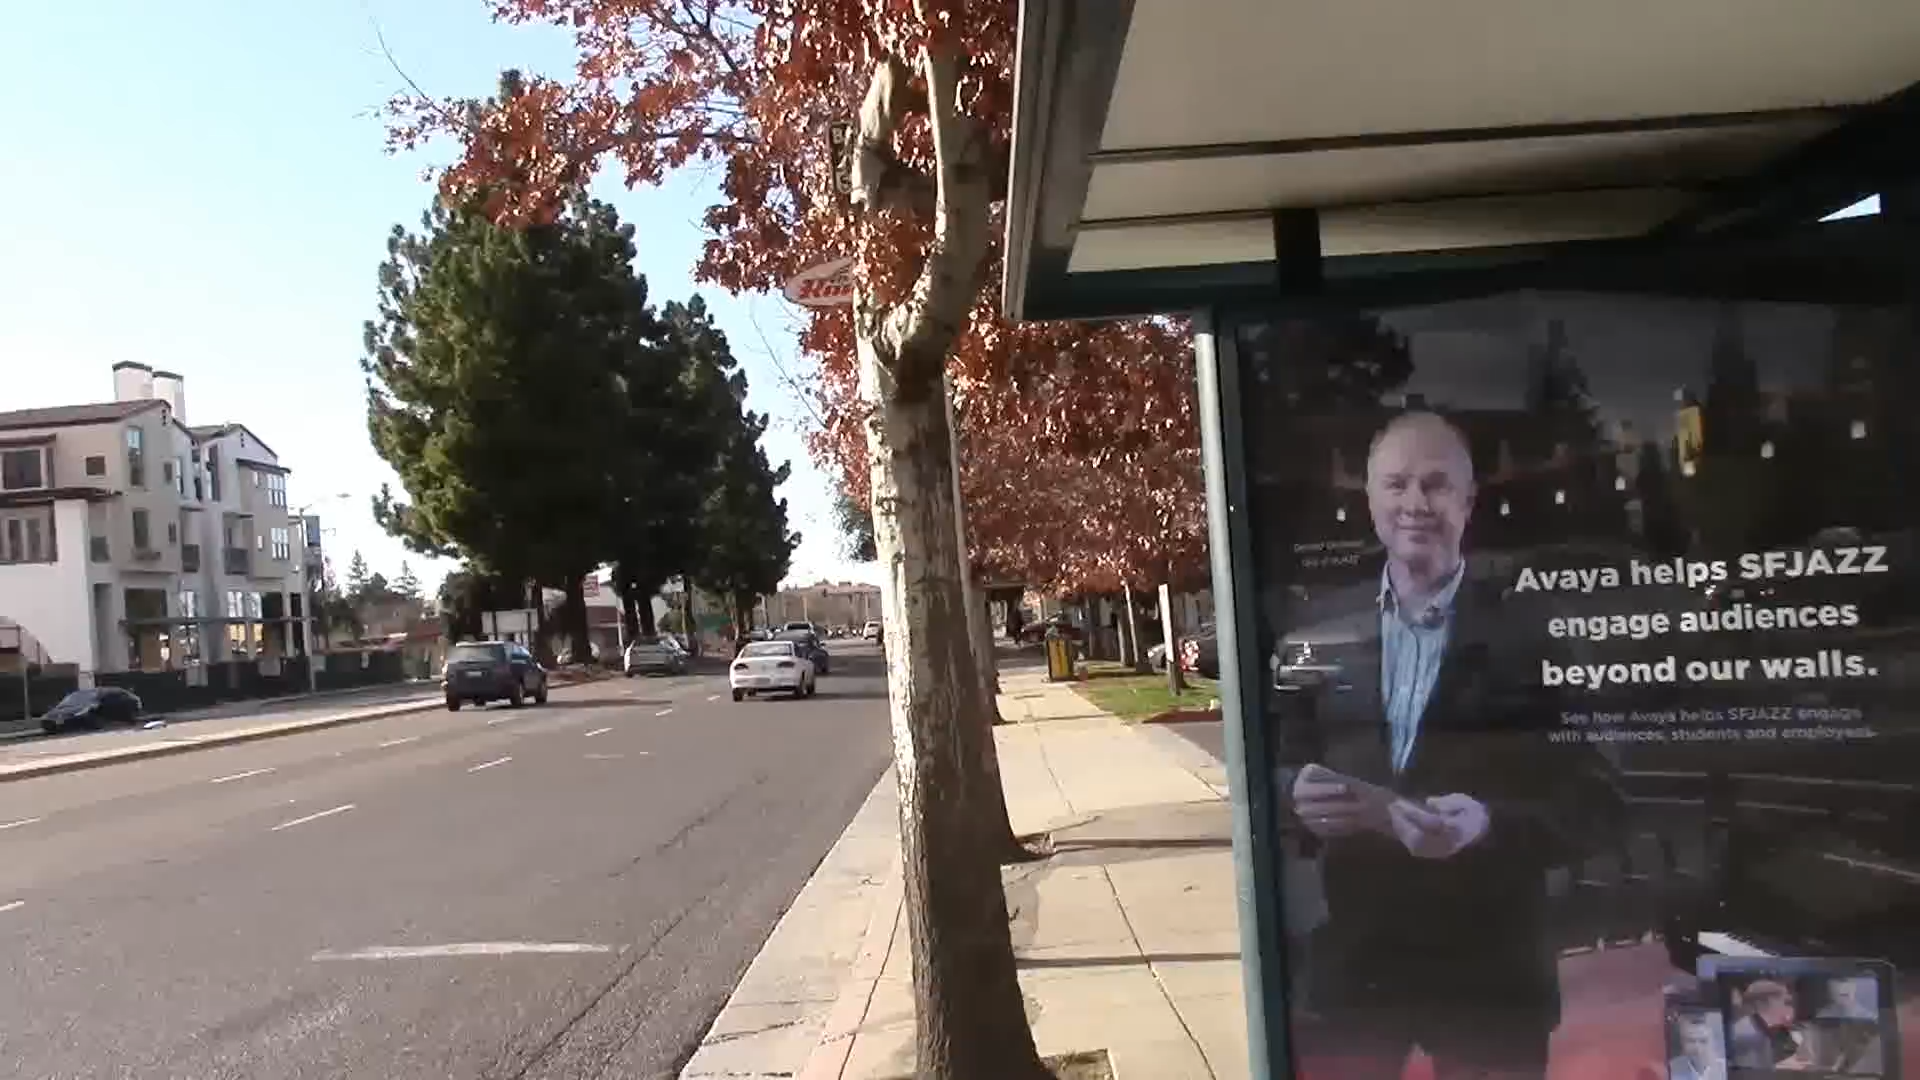 Avaya helps SFJAZZ
engage audiences
beyond our walls.
See how Avaya helps SFJAZZ engage
with audiences, students and employees.